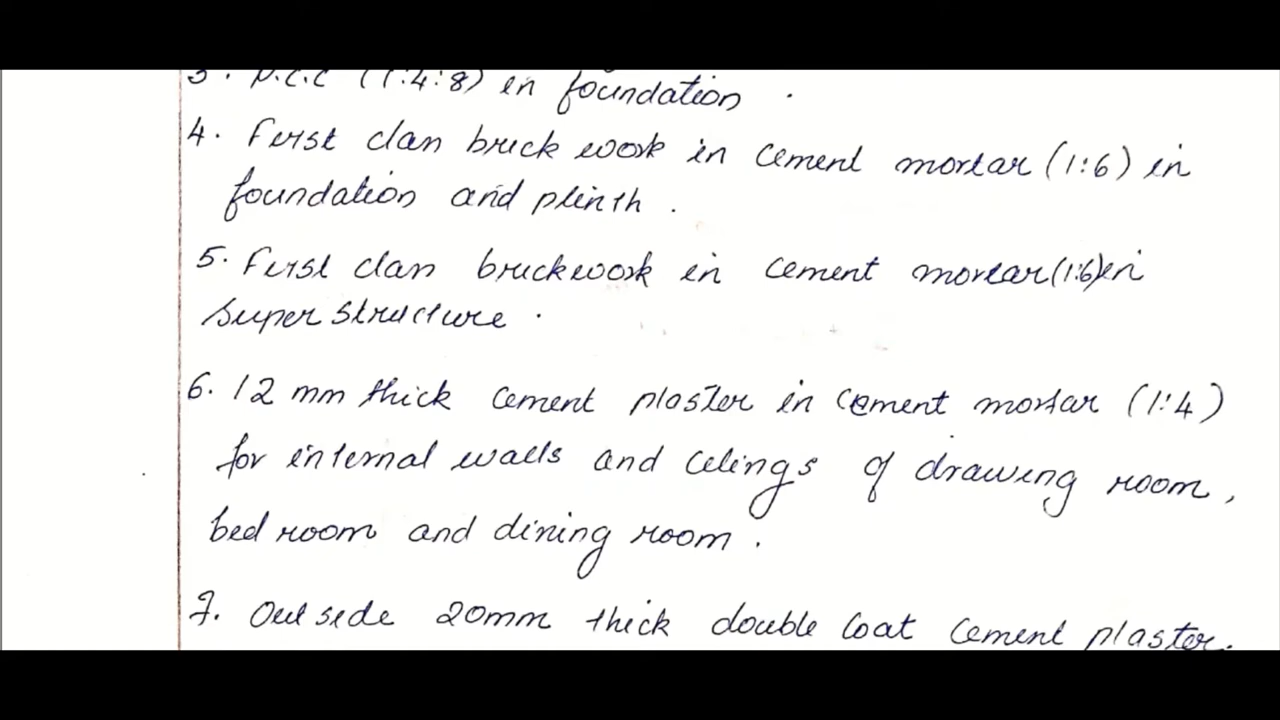 3. P.C.C (1:4:8) in foundation .
4. First class brick work in cement mortar (1:6) in
foundation and plinth .
5. First class brickwork in cement mortar (1:6) in
super structure .
6. 12 mm thick cement plaster in cement mortar (1:4)
for internal walls and celings of drawing room,
bed room and dining room .
7. Out side 20mm thick double coat cement plaster.